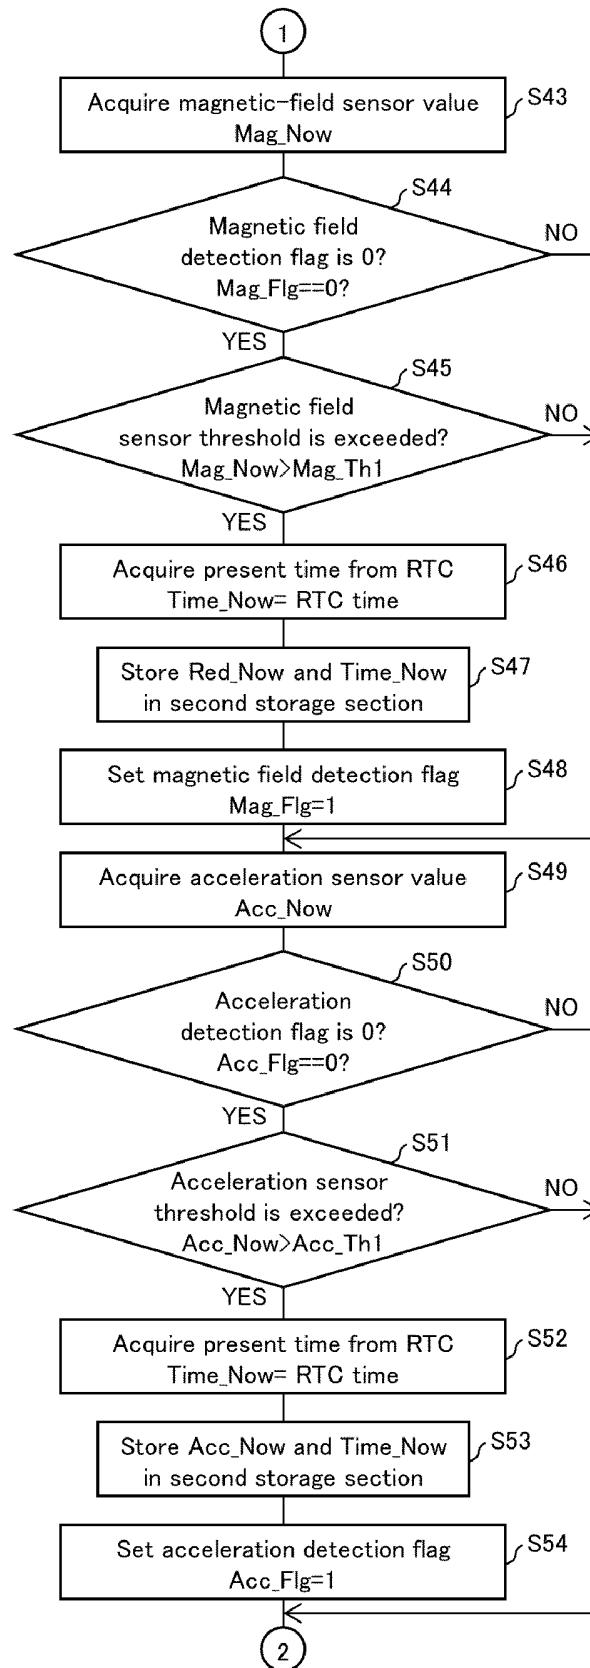 1
Acquire magnetic-field sensor value
Mag_Now
S43
S44
Magnetic field
detection flag is 0?
Mag_Flg==0?
NO
YES
S45
Magnetic field
sensor threshold is exceeded?
Mag_Now>Mag_Th1
NO
YES
Acquire present time from RTC
Time_Now= RTC time
S46
Store Red_Now and Time_Now
in second storage section
S47
Set magnetic field detection flag
Mag_Flg=1
S48
Acquire acceleration sensor value
Acc_Now
S49
S50
Acceleration
detection flag is 0?
Acc_Flg==0?
NO
YES
S51
Acceleration sensor
threshold is exceeded?
Acc_Now>Acc_Th1
NO
YES
Acquire present time from RTC
Time_Now= RTC time
S52
Store Acc_Now and Time_Now
in second storage section
S53
Set acceleration detection flag
Acc_Flg=1
S54
2